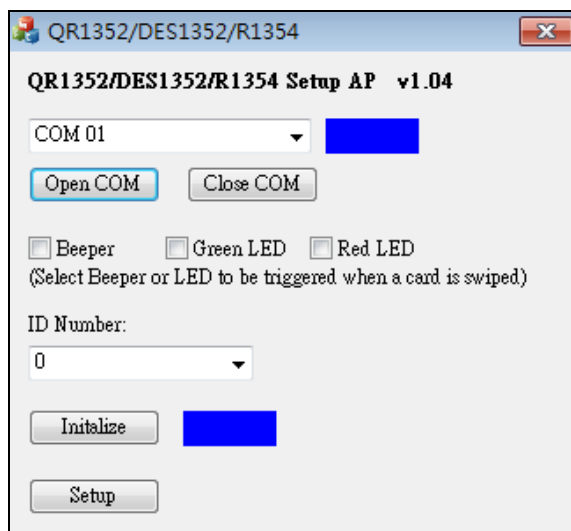 QR1352/DES1352/R1354
QR1352/DES1352/R1354 Setup AP v1.04
COM 01
Open COM Close COM
Beeper Green LED Red LED
(Select Beeper or LED to be triggered when a card is swiped)
ID Number:
0
Initalize
Setup